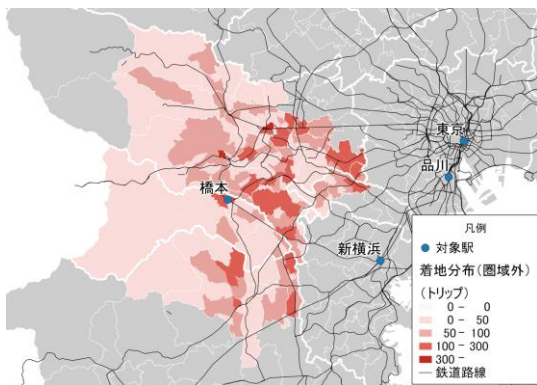 東京
品川
橋本
新横浜
凡例
対象駅
着地分布(圏域外)
(トリップ)
0 - 0
0 - 50
50 - 100
100 - 300
300 -
鉄道路線